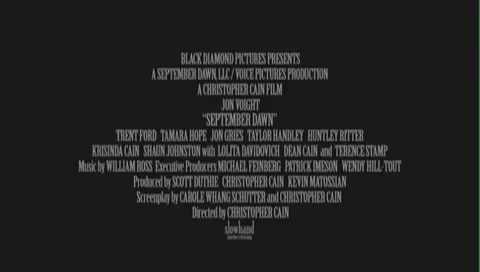 BLACK DIAMOND PICTURES PRESENTS
A SEPTEMBER DAWN, LLC / VOICE PICTURES PRODUCTION
A CHRISTOPHER CAIN FILM
JON VOIGHT
"SEPTEMBER DAWN"
TRENT FORD TAMARA HOPE JON GRIES TAYLOR HANDLEY HUNTLEY RITTER
KRISINDA CAIN SHAUN JOHNSTON with LOLITA DAVIDOVICH DEAN CAIN and TERENCE STAMP
Music by WILLIAM ROSS Executive Producers MICHAEL FEINBERG PATRICK IMESON WENDY HILL-TOUT
Produced by SCOTT DUTHIE CHRISTOPHER CAIN KEVIN MATOSSIAN
Screenplay by CAROLE WHANG SCHUTTER and CHRISTOPHER CAIN
Directed by CHRISTOPHER CAIN
slowhand